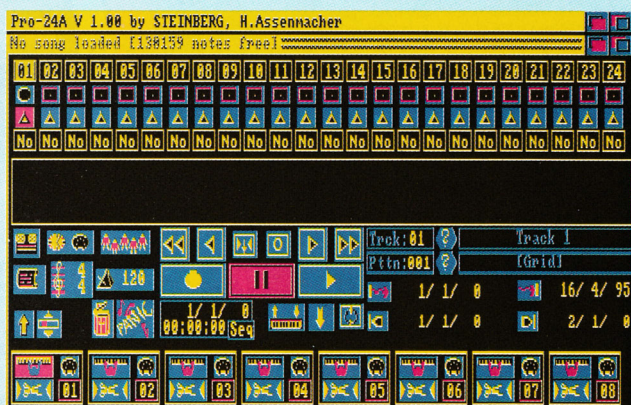 Pro-24A V 1.00 by STEINBERG, H.Assenmacher
No song loaded [130159 notes free]
01 02 03 04 05 06 07 08 09 10 11 12 13 14 15 16 17 18 19 20 21 22 23 24
No No No No No No No No No No No No No No No No No No No No No No No No
Trck:01 ? Track 1
Pttn:001 ? [Grid]
4
4
120
1/ 1/ 0
16/ 4/ 95
PANIC
1/ 1/ 0
00:00:00 Seq
1/ 1/ 0
2/ 1/ 0
01 02 03 04 05 06 07 08